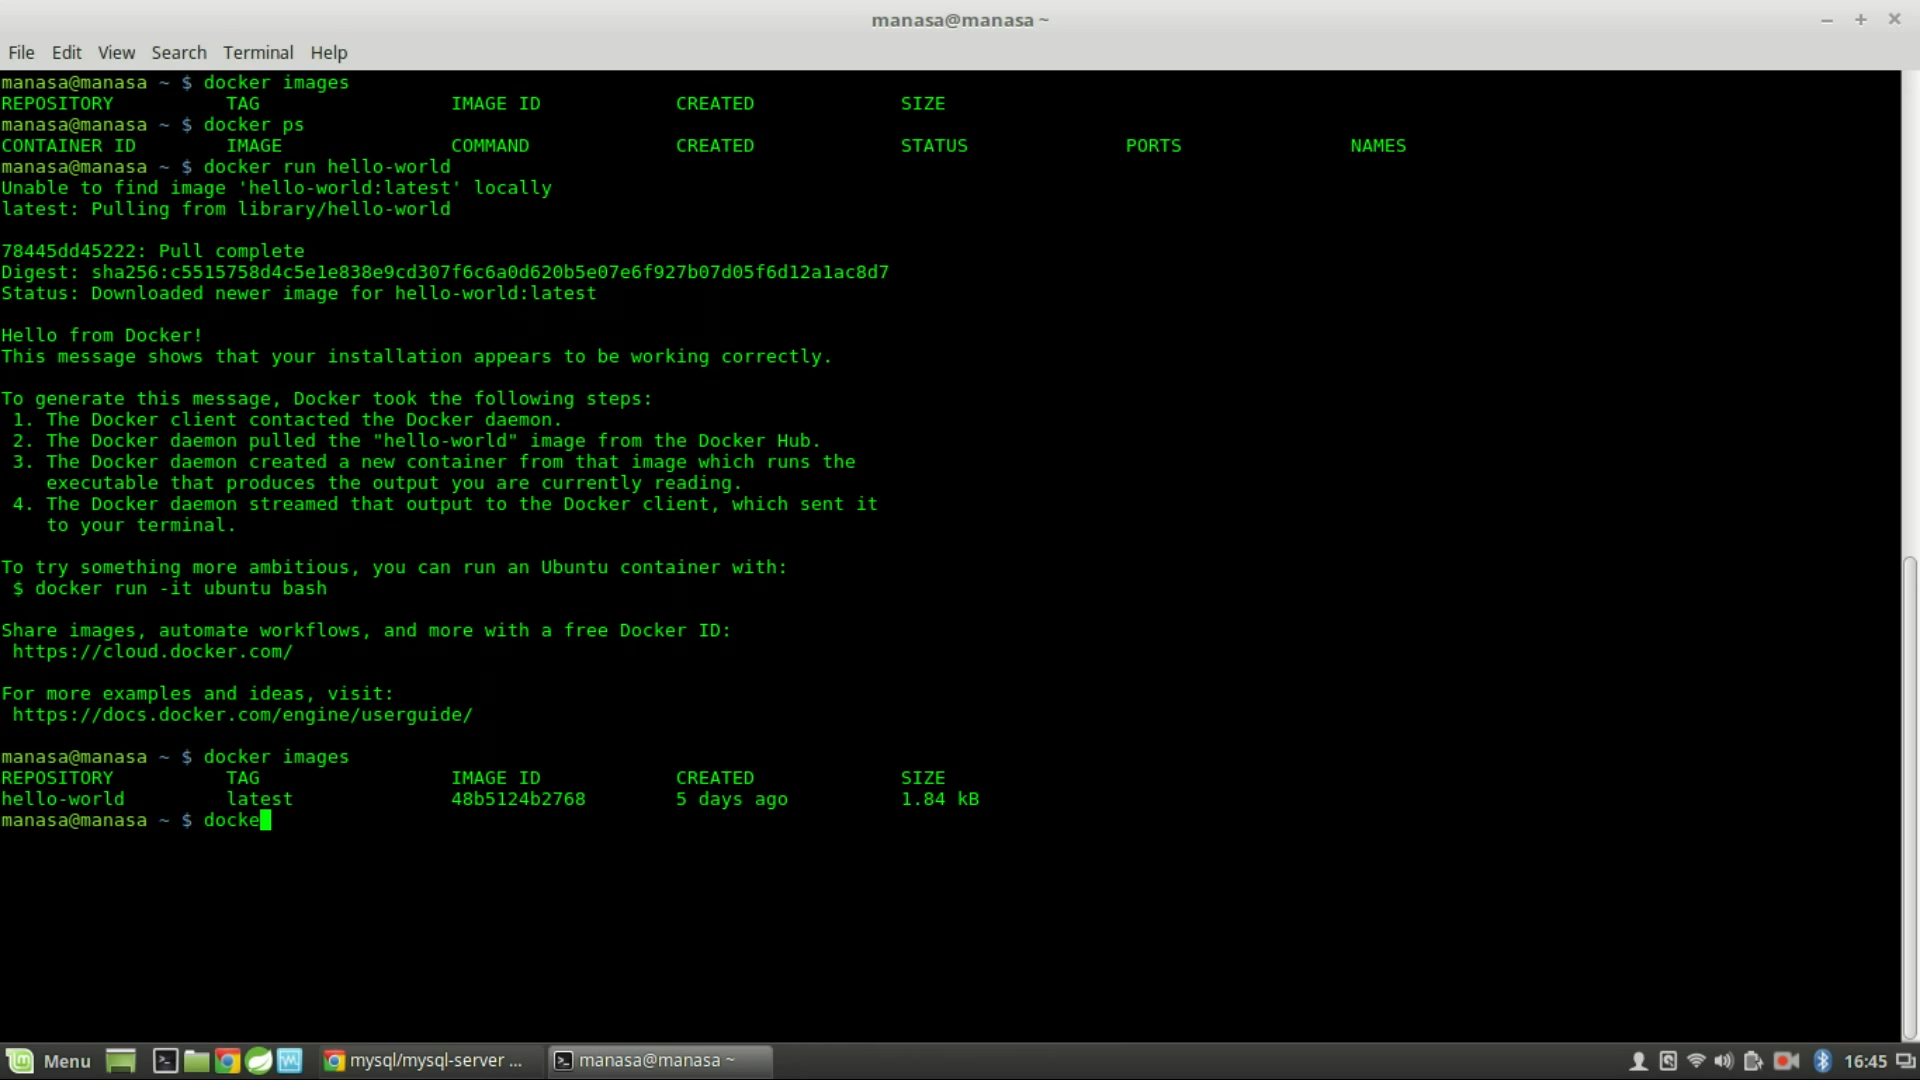 manasa@manasa ~
File Edit View Search Terminal Help
manasa@manasa ~ $ docker images
REPOSITORY TAG IMAGE ID CREATED SIZE
manasa@manasa ~ $ docker ps
CONTAINER ID IMAGE COMMAND CREATED STATUS PORTS NAMES
manasa@manasa ~ $ docker run hello-world
Unable to find image 'hello-world:latest' locally
latest: Pulling from library/hello-world
78445dd45222: Pull complete
Digest: sha256:c5515758d4c5e1e838e9cd307f6c6a0d620b5e07e6f927b07d05f6d12a1ac8d7
Status: Downloaded newer image for hello-world:latest
Hello from Docker!
This message shows that your installation appears to be working correctly.
To generate this message, Docker took the following steps:
1. The Docker client contacted the Docker daemon.
2. The Docker daemon pulled the "hello-world" image from the Docker Hub.
3. The Docker daemon created a new container from that image which runs the
executable that produces the output you are currently reading.
4. The Docker daemon streamed that output to the Docker client, which sent it
to your terminal.
To try something more ambitious, you can run an Ubuntu container with:
$ docker run -it ubuntu bash
Share images, automate workflows, and more with a free Docker ID:
https://cloud.docker.com/
For more examples and ideas, visit:
https://docs.docker.com/engine/userguide/
manasa@manasa ~ $ docker images
REPOSITORY TAG IMAGE ID CREATED SIZE
hello-world latest 48b5124b2768 5 days ago 1.84 kB
manasa@manasa ~ $ docke
Menu mysql/mysql-server ... manasa@manasa ~ 16:45